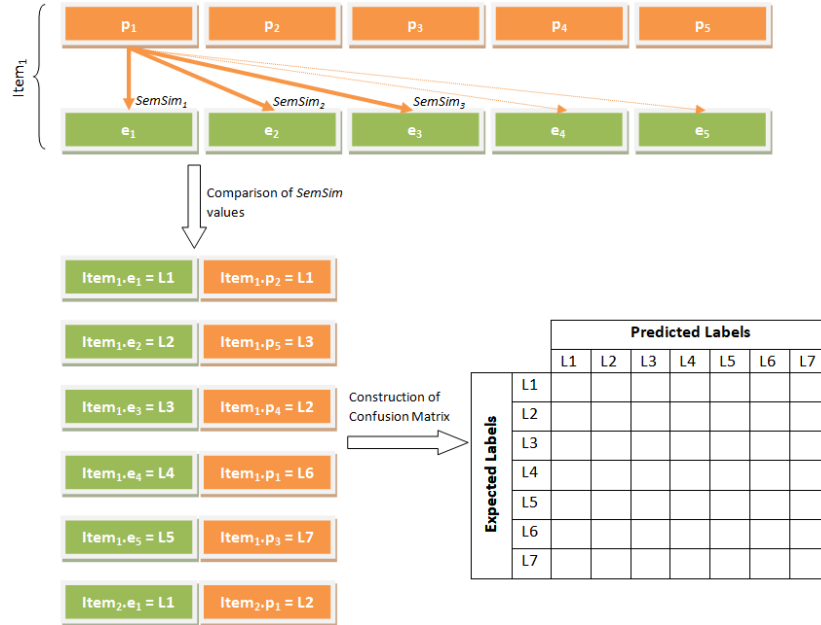 Item1
p1 p2 p3 p4 p5
SemSim1 SemSim2 SemSim3
e1 e2 e3 e4 e5
Comparison of SemSim
values
Item1.e1 = L1 Item1.p2 = L1
Item1.e2 = L2 Item1.p5 = L3
Item1.e3 = L3 Item1.p4 = L2
Item1.e4 = L4 Item1.p1 = L6
Item1.e5 = L5 Item1.p3 = L7
Item2.e1 = L1 Item2.p1 = L2
Construction of
Confusion Matrix
Predicted Labels
L1 L2 L3 L4 L5 L6 L7
Expected Labels
L1
L2
L3
L4
L5
L6
L7